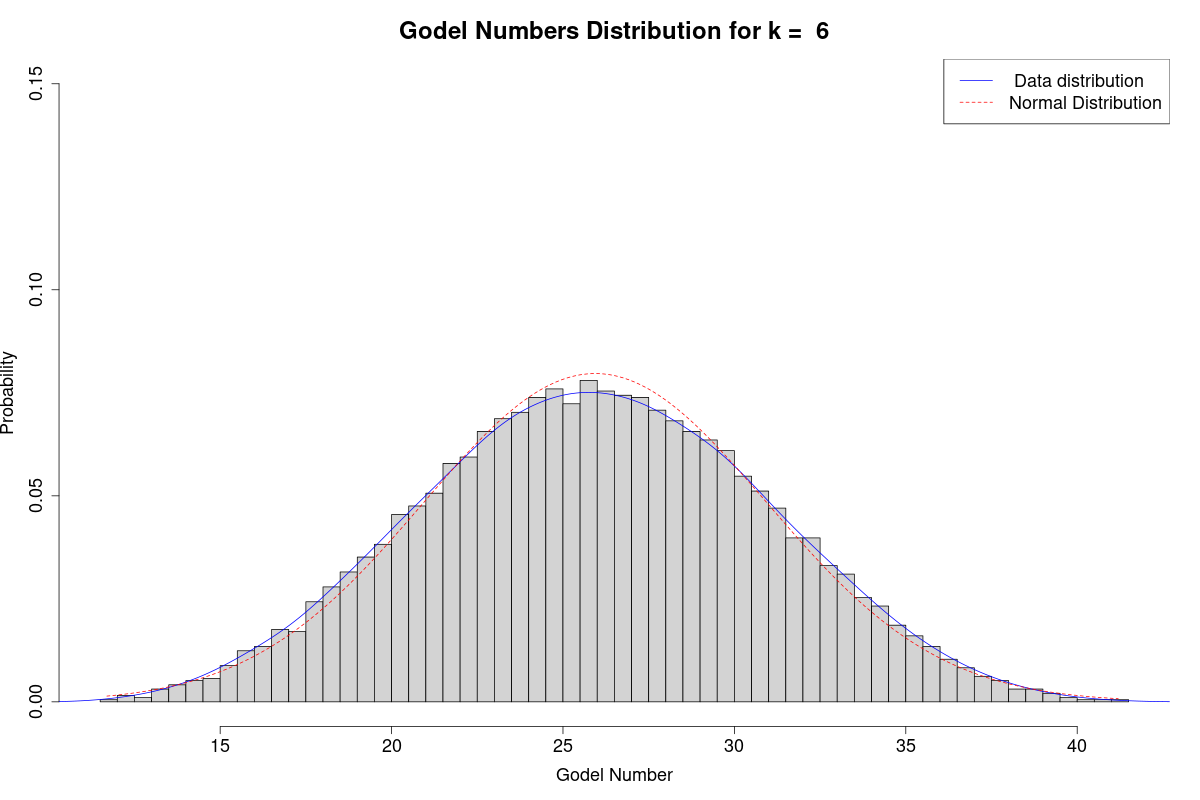 Godel Numbers Distribution for k =  6
Data distribution
Normal Distribution
Probability
0.15
0.10
0.05
0.00
15 20 25 30 35 40
Godel Number